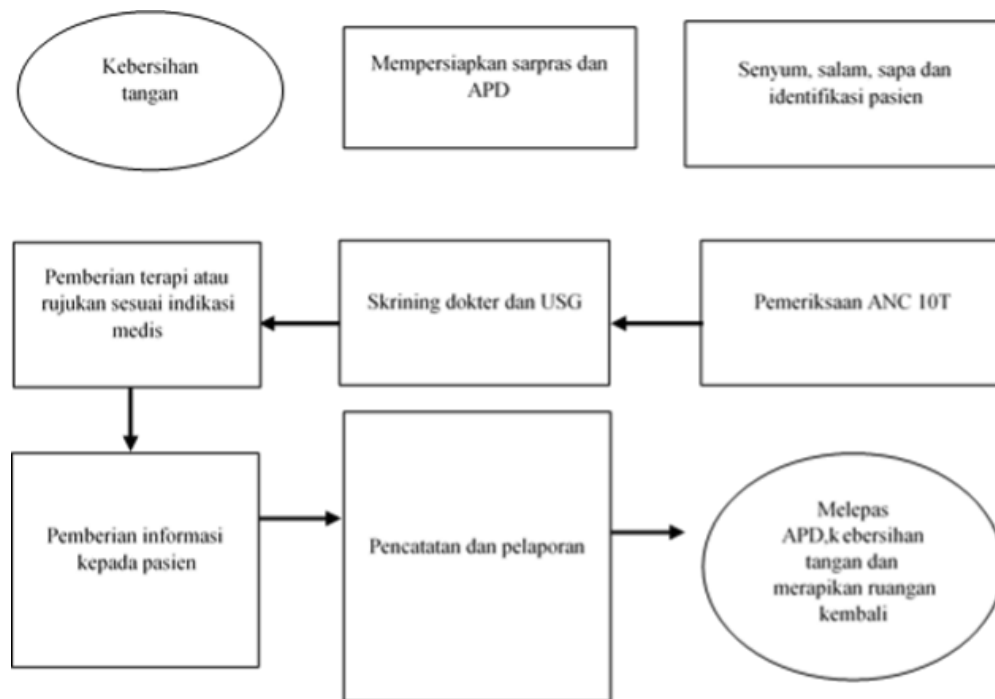 Kebersihan
tangan
Mempersiapkan sarpras dan
APD
Senyum, salam, sapa dan
identifikasi pasien
Pemberian terapi atau
rujukan sesuai indikasi
medis
Skrining dokter dan USG
Pemeriksaan ANC 10T
Pemberian informasi
kepada pasien
Pencatatan dan pelaporan
Melepas
APD,k ebersihan
tangan dan
merapikan ruangan
kembali